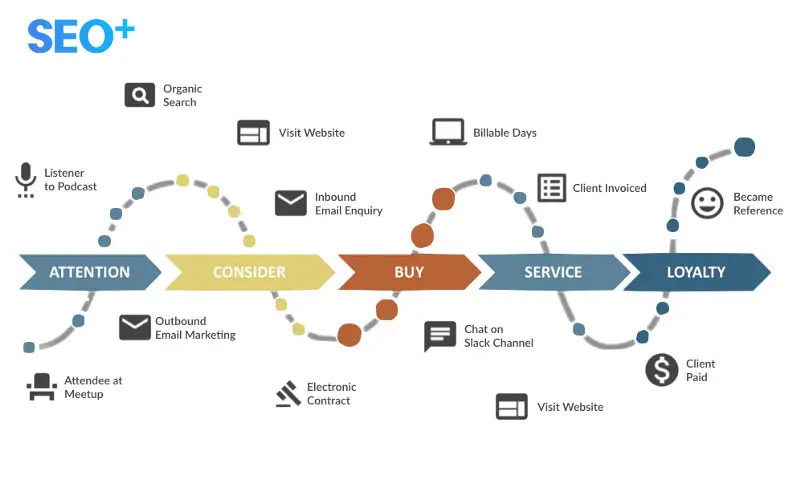 SEO+
Organic
Search
Visit Website
Billable Days
Listener
to Podcast
Inbound
Email Enquiry
Client Invoiced
Became
Reference
ATTENTION
CONSIDER
BUY
SERVICE
LOYALTY
Outbound
Email Marketing
Chat on
Slack Channel
Attendee at
Meetup
Electronic
Contract
Client
Paid
Visit Website